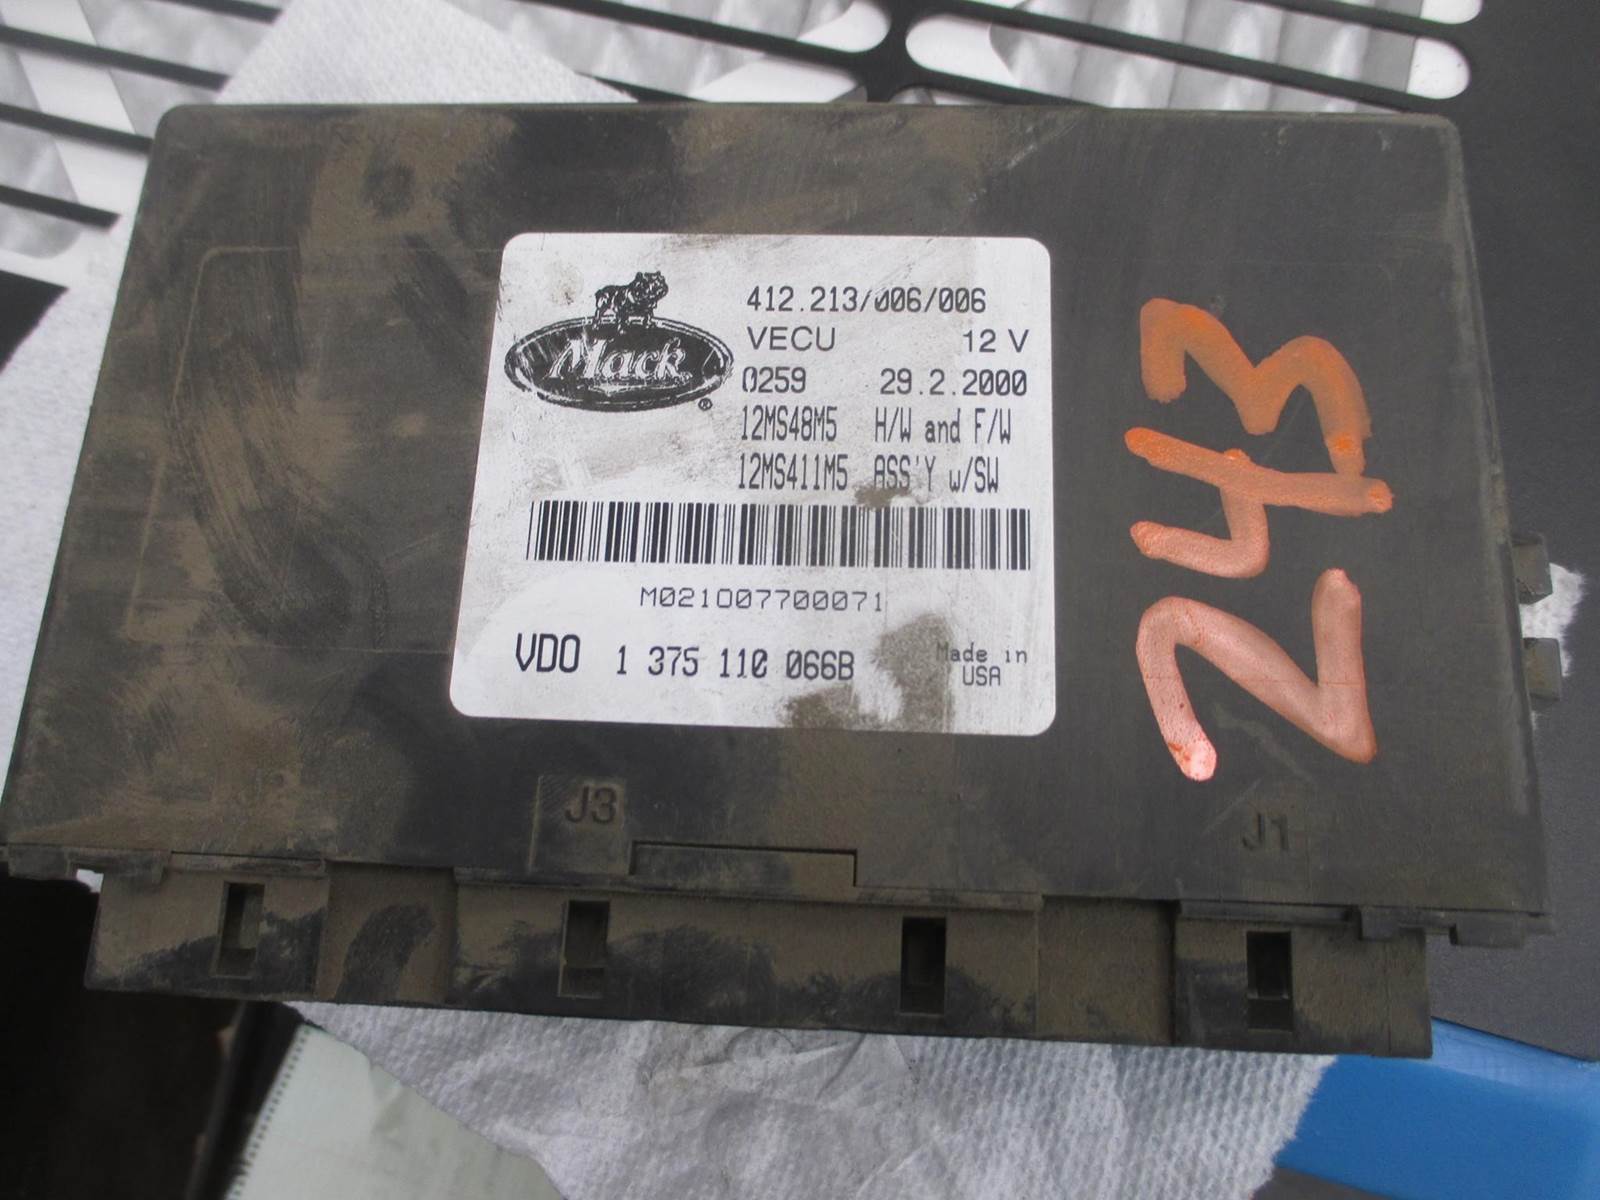 Mack
®
412.213/006/006
VECU 12 V
0259 29.2.2000
12MS48M5 H/W and F/W
12MS411M5 ASS'Y w/SW
M021007700071
VDO 1 375 110 066B
Made in
USA
243
J3
J1